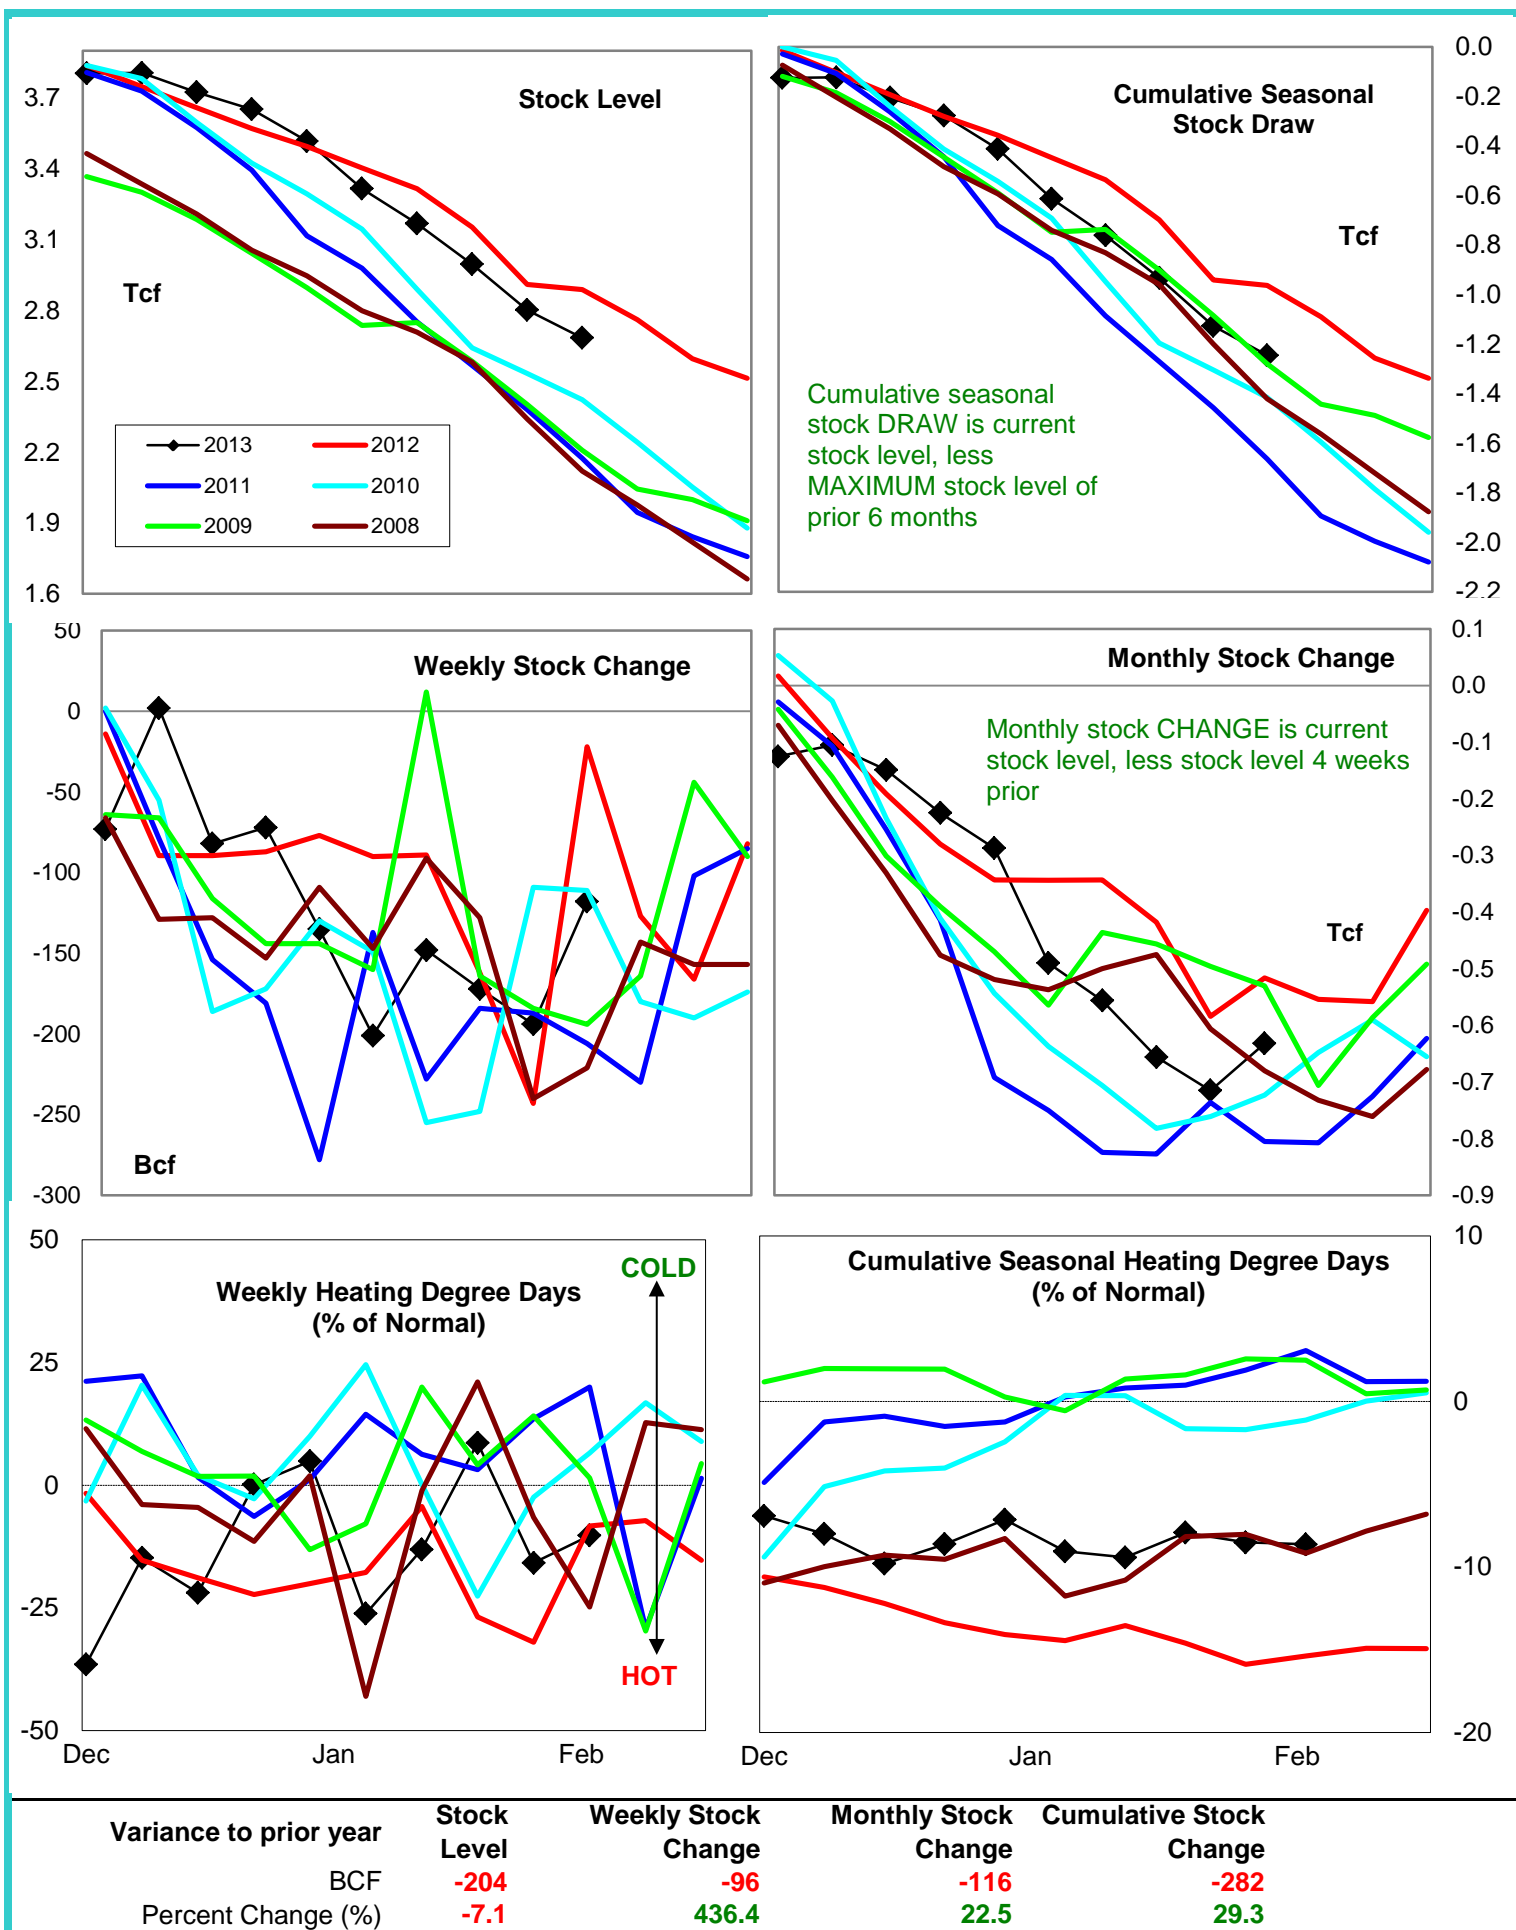 Stock Level
3.7
3.4
3.1
2.8
2.5
2.2
1.9
1.6
Tcf
2013
2012
2011
2010
2009
2008
Cumulative Seasonal
Stock Draw
Tcf
Cumulative seasonal
stock DRAW is current
stock level, less
MAXIMUM stock level of
prior 6 months
0.0
-0.2
-0.4
-0.6
-0.8
-1.0
-1.2
-1.4
-1.6
-1.8
-2.0
-2.2
Weekly Stock Change
50
0
-50
-100
-150
-200
-250
-300
Bcf
Monthly Stock Change
Monthly stock CHANGE is current
stock level, less stock level 4 weeks
prior
Tcf
0.1
0.0
-0.1
-0.2
-0.3
-0.4
-0.5
-0.6
-0.7
-0.8
-0.9
Weekly Heating Degree Days
(% of Normal)
COLD
HOT
50
25
0
-25
-50
Dec Jan Feb
Cumulative Seasonal Heating Degree Days
(% of Normal)
10
0
-10
-20
Dec Jan Feb
Variance to prior year
Stock
Level
Weekly Stock
Change
Monthly Stock
Change
Cumulative Stock
Change
BCF -204 -96 -116 -282
Percent Change (%) -7.1 436.4 22.5 29.3